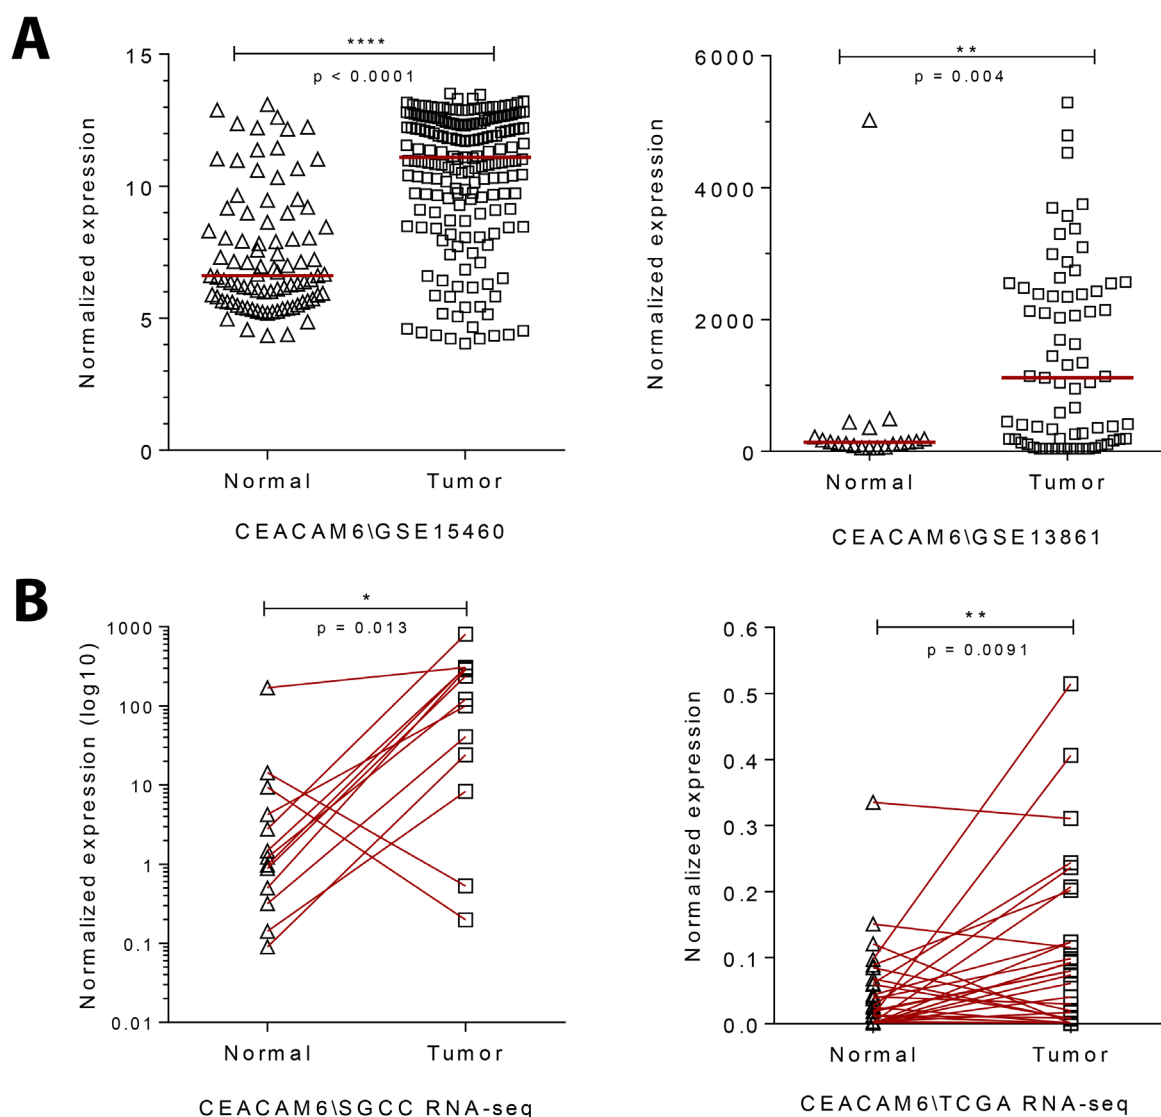 A
Normalized expression
15
10
5
0
****
p < 0.0001
Normal
Tumor
CEACAM6\GSE15460
Normalized expression
6000
4000
2000
0
**
p = 0.004
Normal
Tumor
CEACAM6\GSE13861
B
Normalized expression (log10)
1000
100
10
1
0.1
0.01
*
p = 0.013
Normal
Tumor
CEACAM6\SGCC RNA-seq
Normalized expression
0.6
0.5
0.4
0.3
0.2
0.1
0.0
**
p = 0.0091
Normal
Tumor
CEACAM6\TCGA RNA-seq